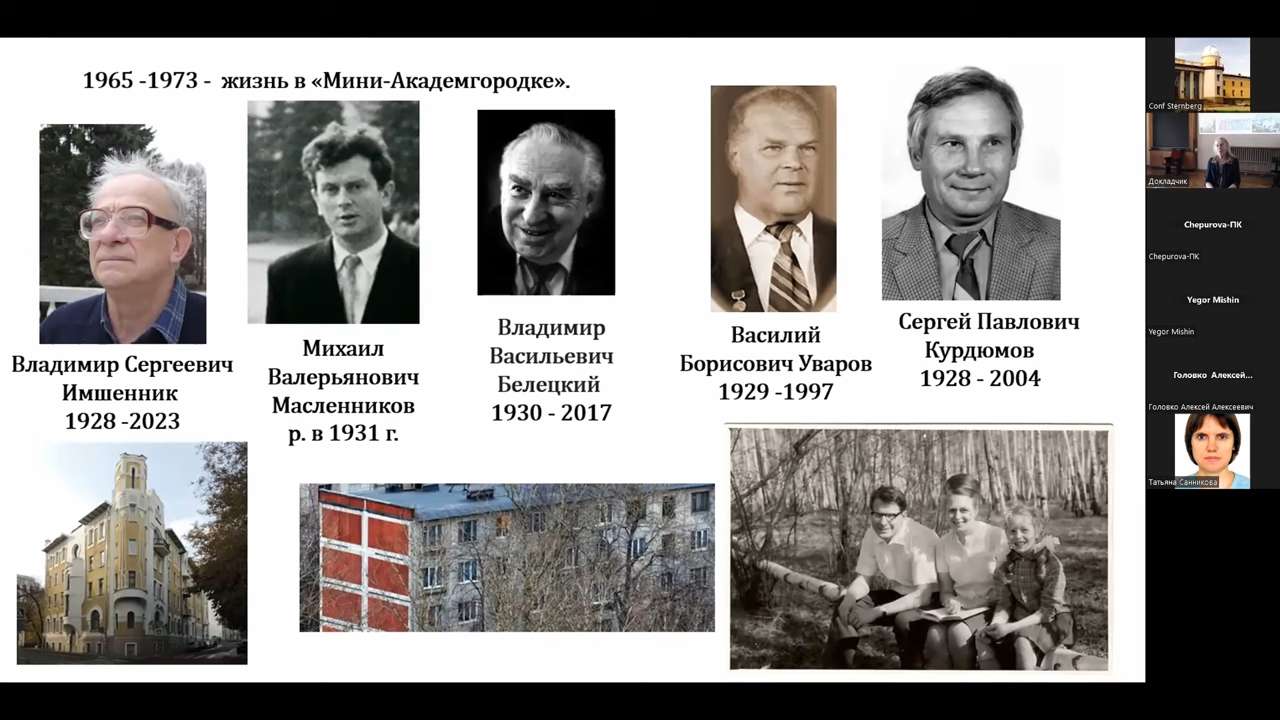 1965 -1973 - жизнь в «Мини-Академгородке».
Владимир Сергеевич
Имшенник
1928 -2023
Михаил
Валерьянович
Масленников
р. в 1931 г.
Владимир
Васильевич
Белецкий
1930 - 2017
Василий
Борисович Уваров
1929 -1997
Сергей Павлович
Курдюмов
1928 - 2004
Conf Sternberg
Докладчик
Chepurova-ПК
Chepurova-ПК
Yegor Mishin
Yegor Mishin
Головко Алексей...
Головко Алексей Алексеевич
Татьяна Санникова